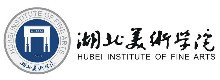 湖北美術学院
HUBEI INSTITUTE OF FINE ARTS
HUBEI INSTITUTE OF FINE ARTS